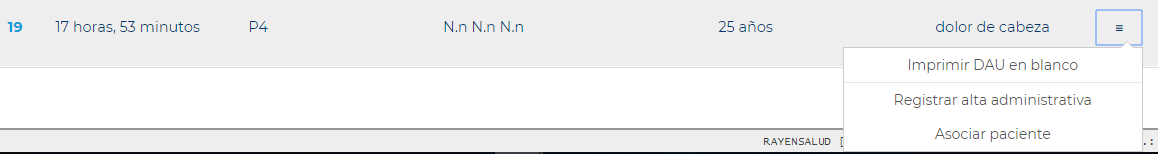 19 17 horas, 53 minutos P4 N.n N.n N.n 25 años dolor de cabeza ≡
Imprimir DAU en blanco
Registrar alta administrativa
Asociar paciente
RAYENSALUD [ .: